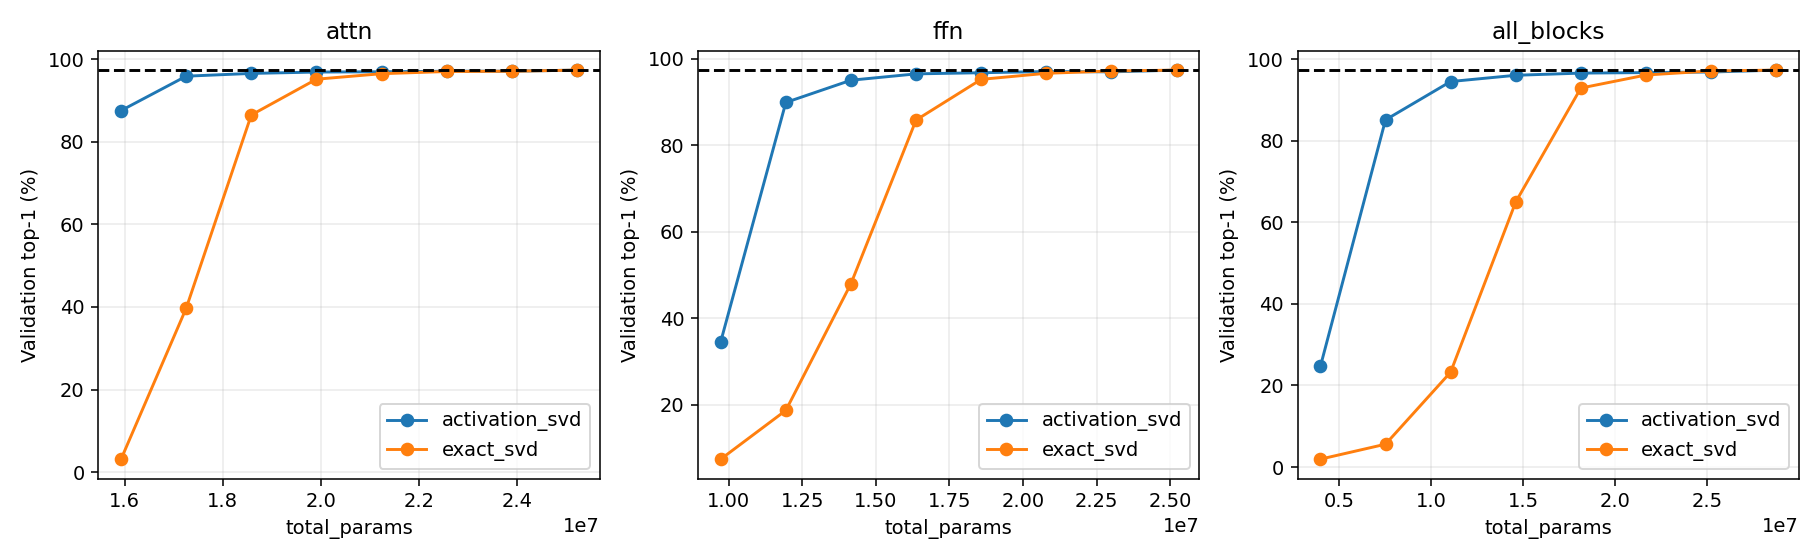 attn
100
80
60
40
20
0
Validation top-1 (%)
1.6 1.8 2.0 2.2 2.4
total_params
1e7
activation_svd
exact_svd
ffn
100
80
60
40
20
Validation top-1 (%)
1.00 1.25 1.50 1.75 2.00 2.25 2.50
total_params
1e7
activation_svd
exact_svd
all_blocks
100
80
60
40
20
0
Validation top-1 (%)
0.5 1.0 1.5 2.0 2.5
total_params
1e7
activation_svd
exact_svd